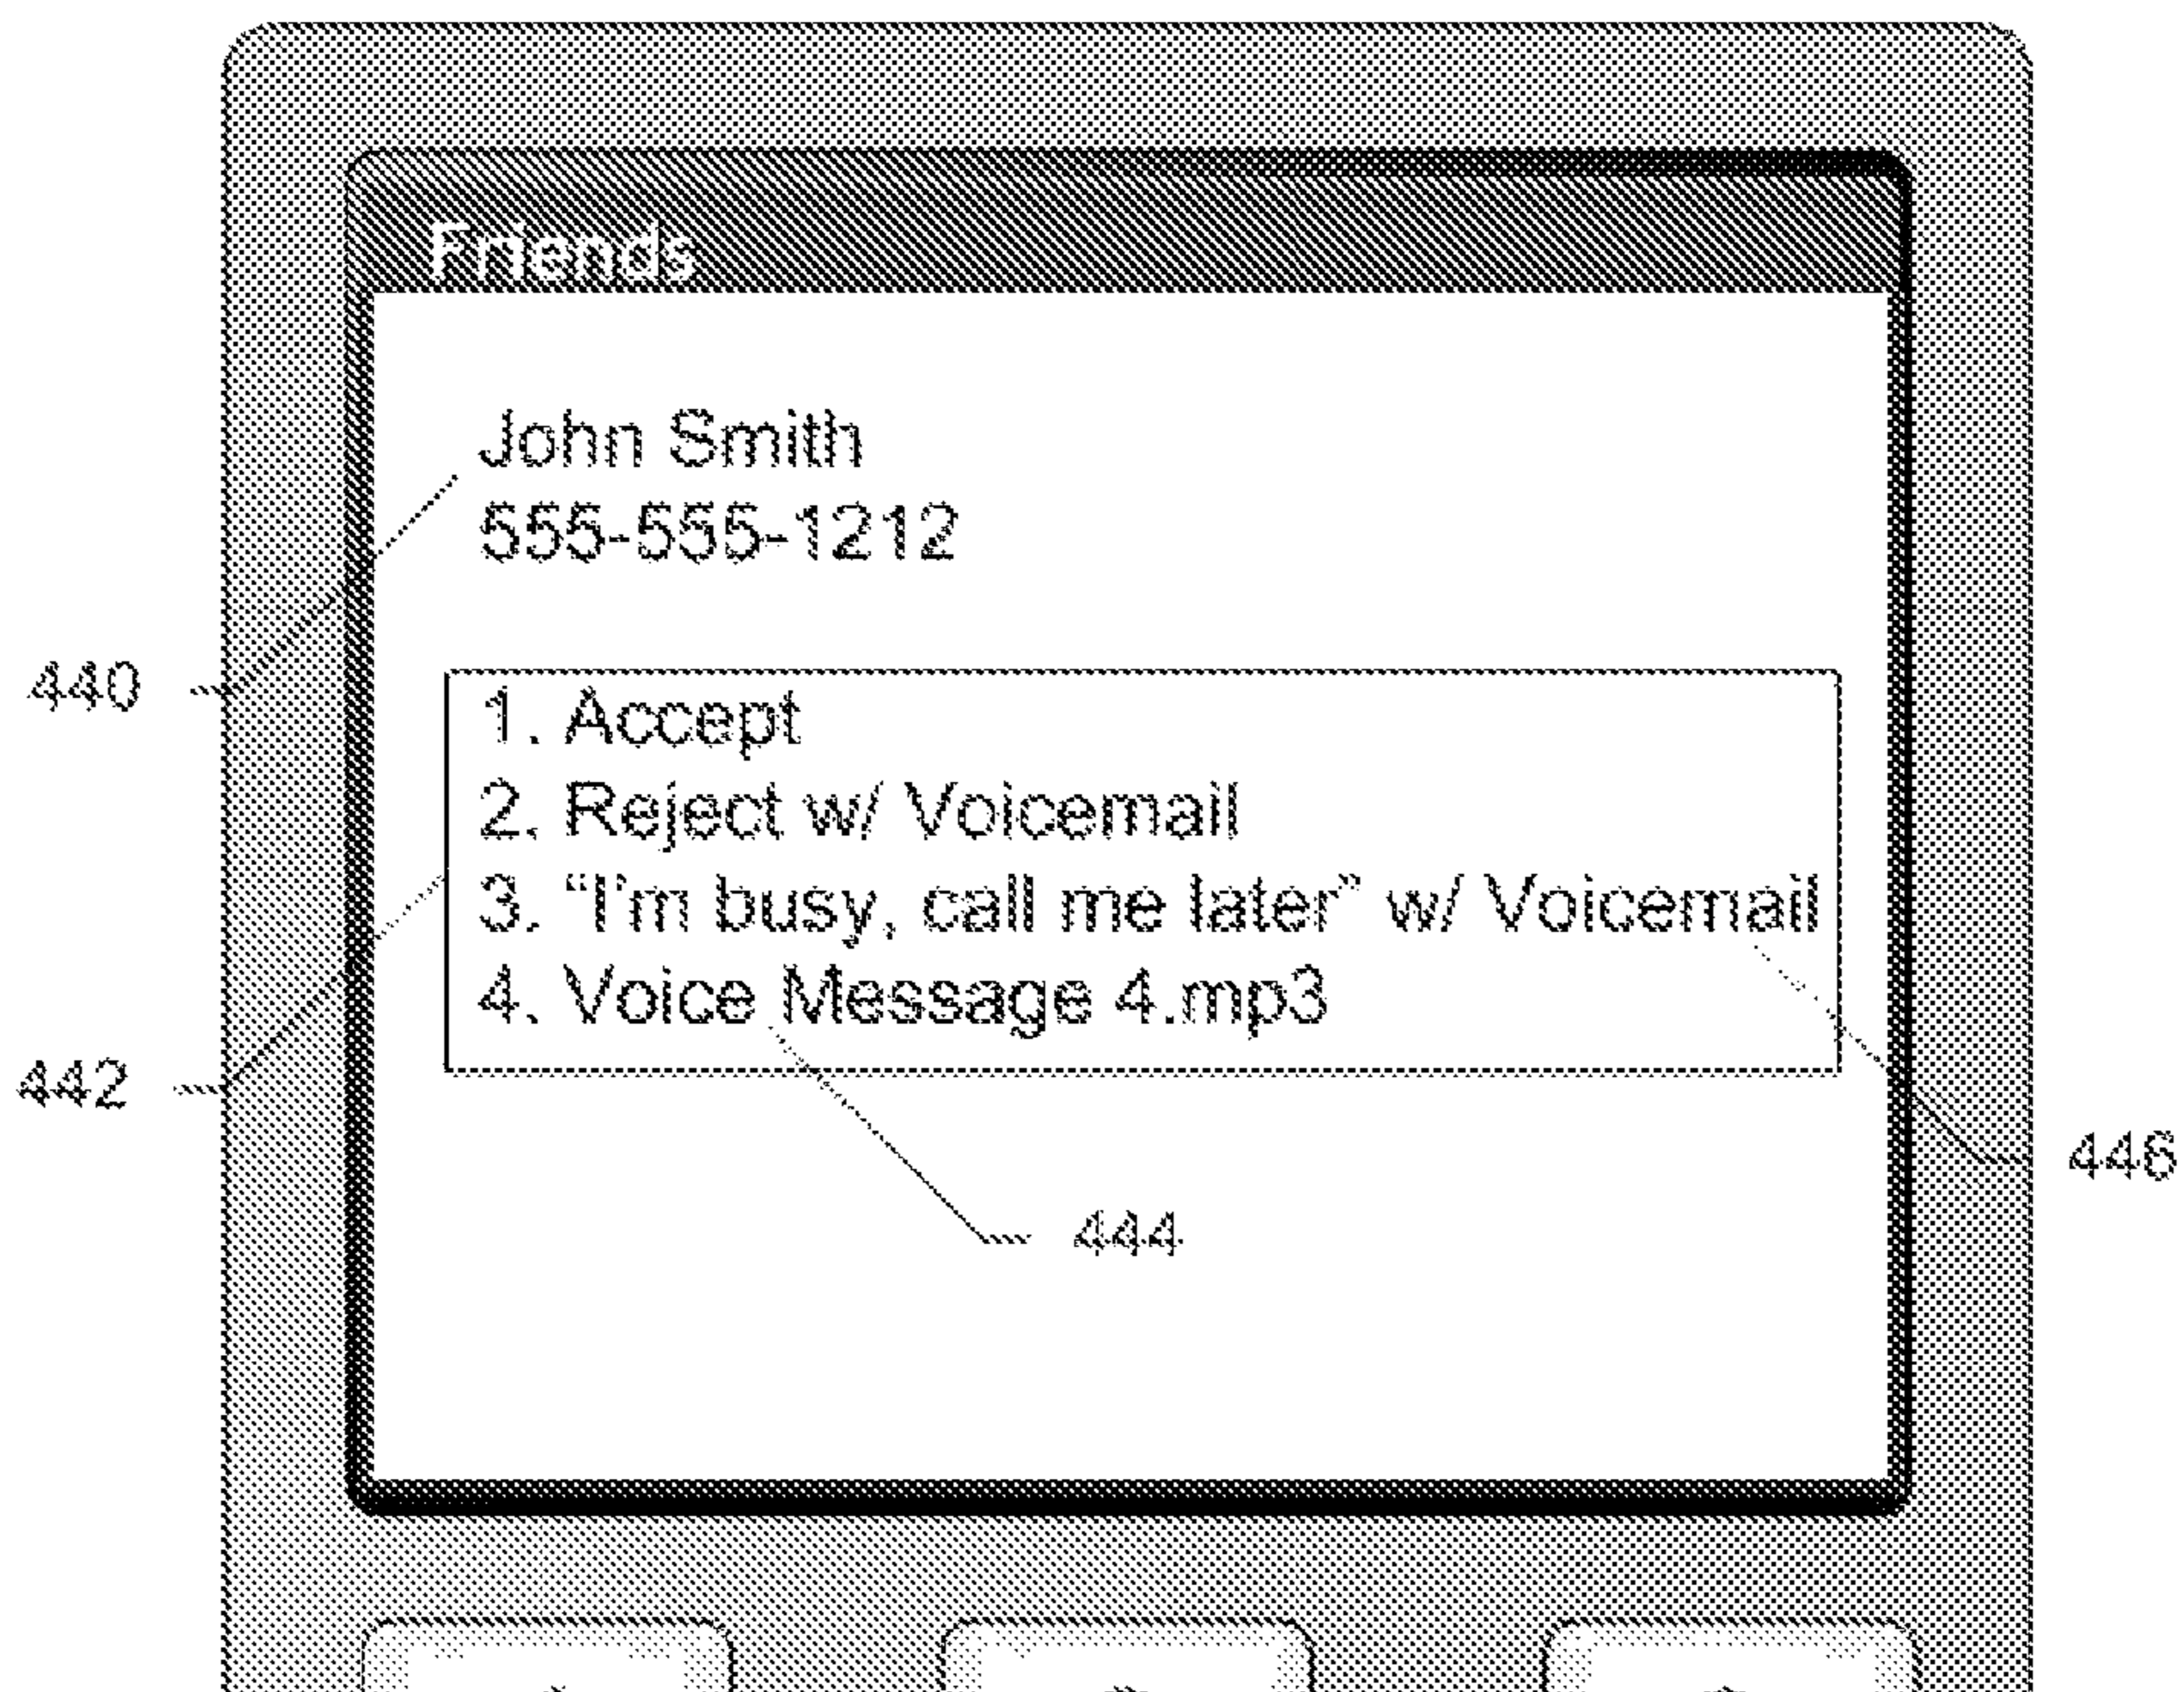 Friends
John Smith
555-555-1212
440
1. Accept
2. Reject w/ Voicemail
3. “I’m busy, call me later” w/ Voicemail
4. Voice Message 4.mp3
442
446
444